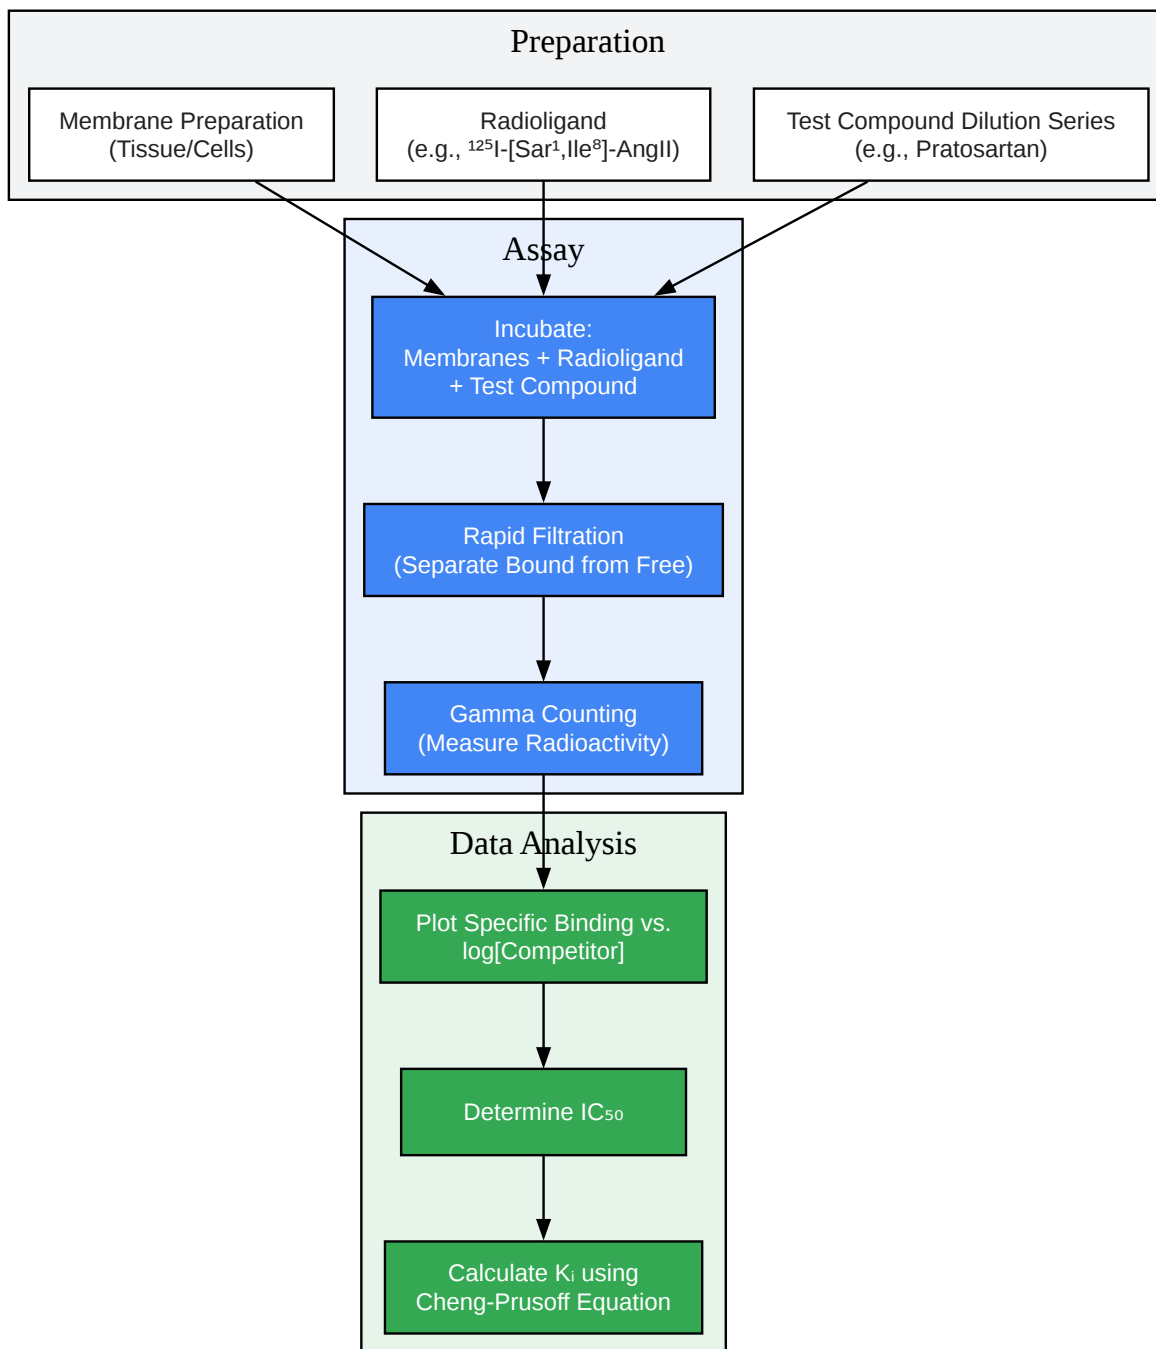 Preparation
Membrane Preparation
(Tissue/Cells)
Radioligand
(e.g., ¹²⁵I-[Sar¹,Ile⁸]-AngII)
Test Compound Dilution Series
(e.g., Pratosartan)
Assay
Incubate:
Membranes + Radioligand
+ Test Compound
Rapid Filtration
(Separate Bound from Free)
Gamma Counting
(Measure Radioactivity)
Data Analysis
Plot Specific Binding vs.
log[Competitor]
Determine IC₅₀
Calculate Kᵢ using
Cheng-Prusoff Equation